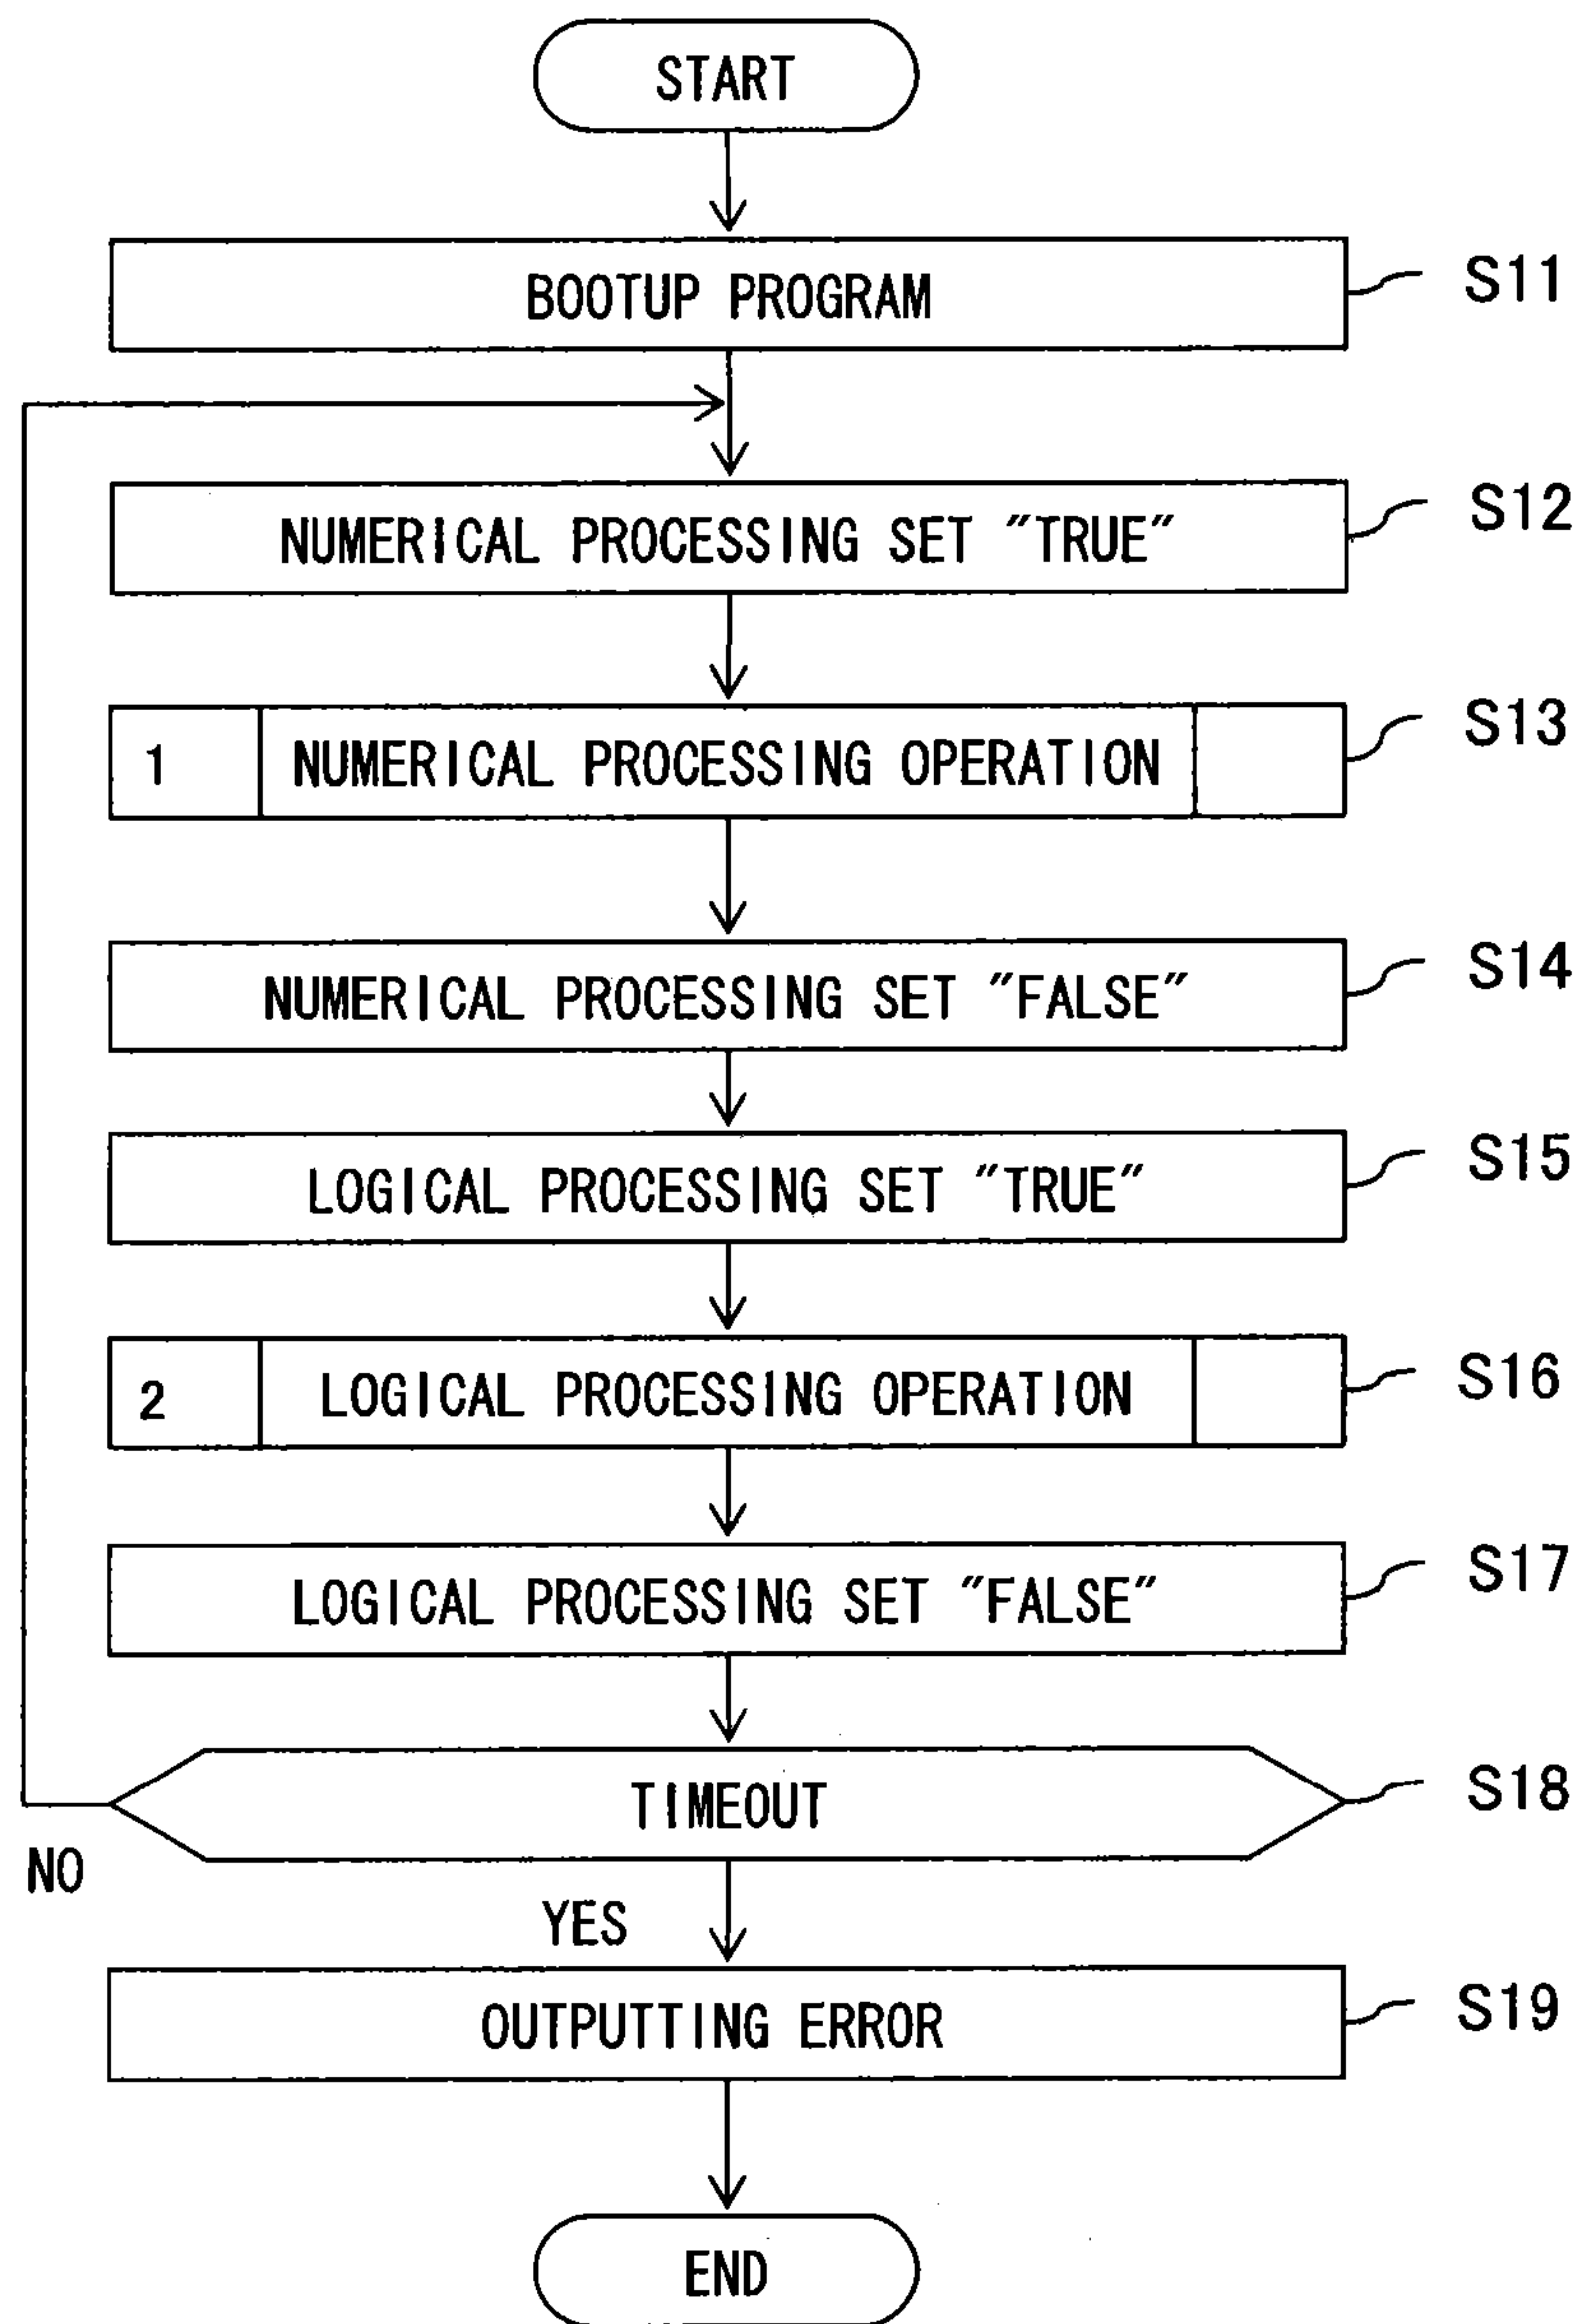 START
BOOTUP PROGRAM
S11
NUMERICAL PROCESSING SET "TRUE"
S12
1
NUMERICAL PROCESSING OPERATION
S13
NUMERICAL PROCESSING SET "FALSE"
S14
LOGICAL PROCESSING SET "TRUE"
S15
2
LOGICAL PROCESSING OPERATION
S16
LOGICAL PROCESSING SET "FALSE"
S17
TIMEOUT
S18
NO
YES
OUTPUTTING ERROR
S19
END